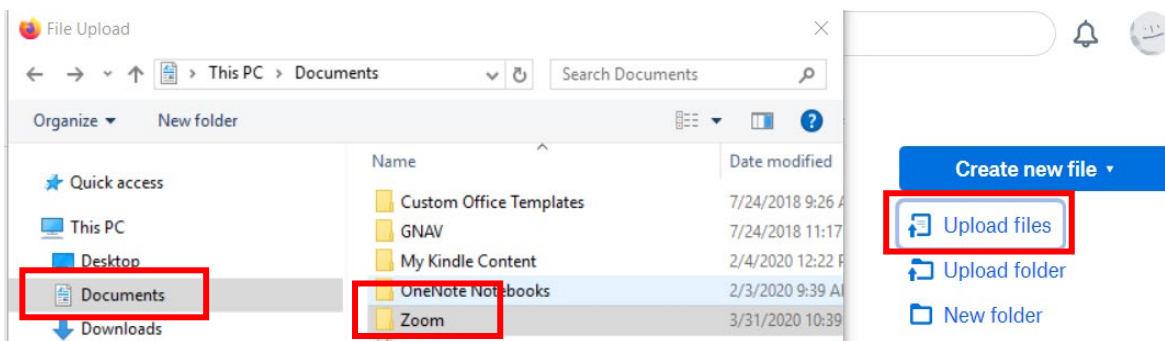 File Upload
This PC > Documents
Search Documents
Organize
New folder
Name
Date modified
Quick access
This PC
Desktop
Documents
Downloads
Custom Office Templates
7/24/2018 9:26 A
GNAV
7/24/2018 11:17
My Kindle Content
2/4/2020 12:22 P
OneNote Notebooks
2/3/2020 9:39 AI
Zoom
3/31/2020 10:39
Create new file
Upload files
Upload folder
New folder